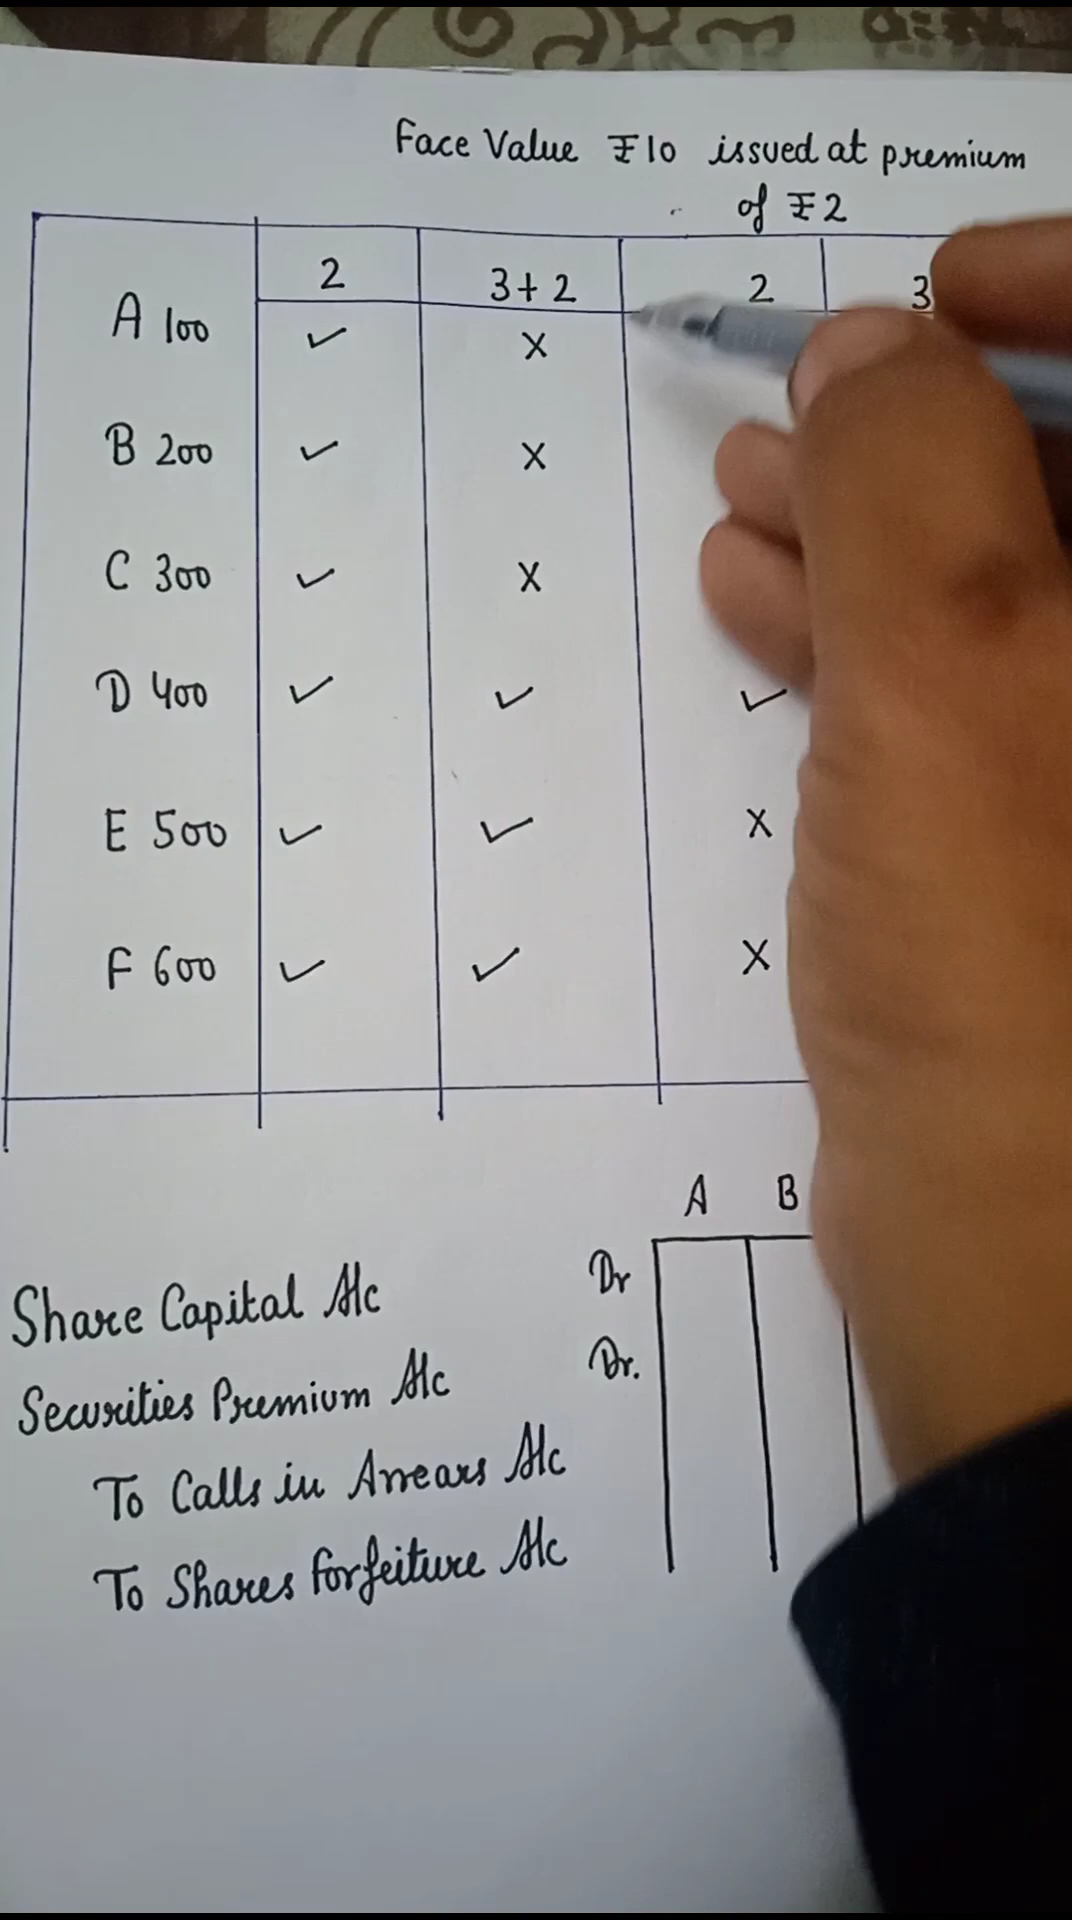 Face Value ₹10 issued at premium
of ₹2
2 3+2 2 3
A 100 ✓ X
B 200 ✓ X
C 300 ✓ X
D 400 ✓ ✓ ✓
E 500 ✓ ✓ X
F 600 ✓ ✓ X
A B
Share Capital A/c Dr
Securities Premium A/c Dr.
To Calls in Arrears A/c
To Shares forfeiture A/c